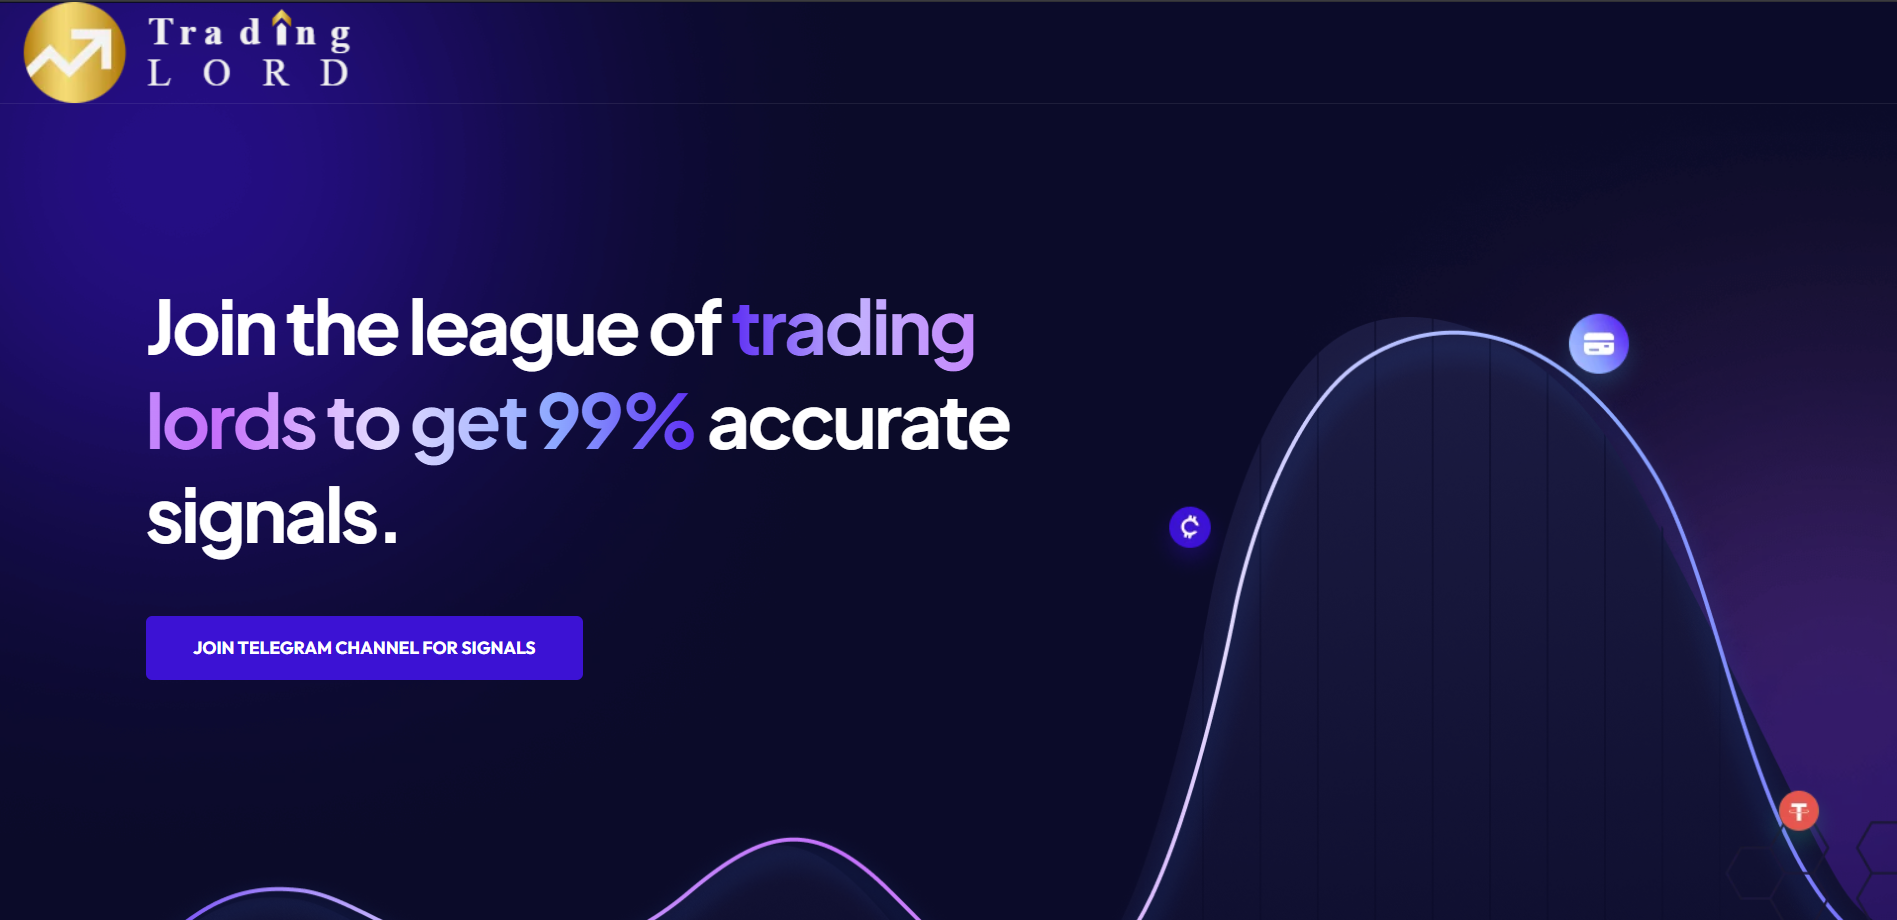 Trading
LORD
Join the league of trading
lords to get 99% accurate
signals.
JOIN TELEGRAM CHANNEL FOR SIGNALS